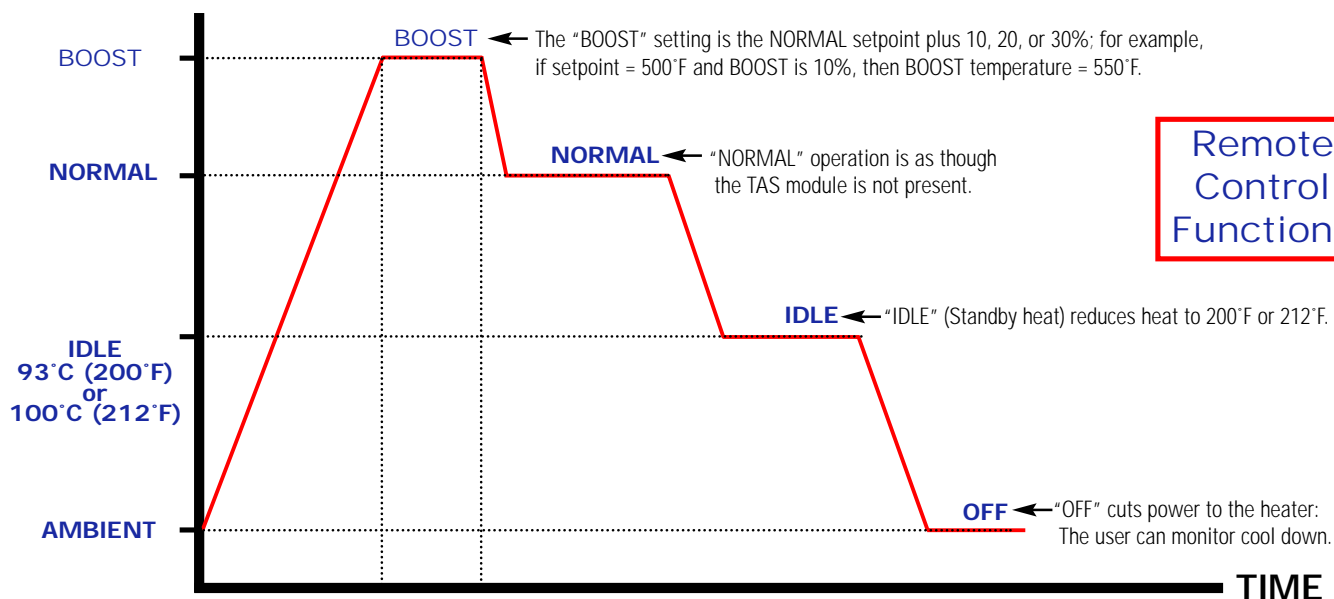 BOOST
BOOST
The “BOOST” setting is the NORMAL setpoint plus 10, 20, or 30%; for example,
if setpoint = 500˚F and BOOST is 10%, then BOOST temperature = 550˚F.
Remote
Control
Function
NORMAL
NORMAL
“NORMAL” operation is as though
the TAS module is not present.
IDLE
93˚C (200˚F)
or
100˚C (212˚F)
IDLE
“IDLE” (Standby heat) reduces heat to 200˚F or 212˚F.
AMBIENT
OFF
“OFF” cuts power to the heater:
The user can monitor cool down.
TIME